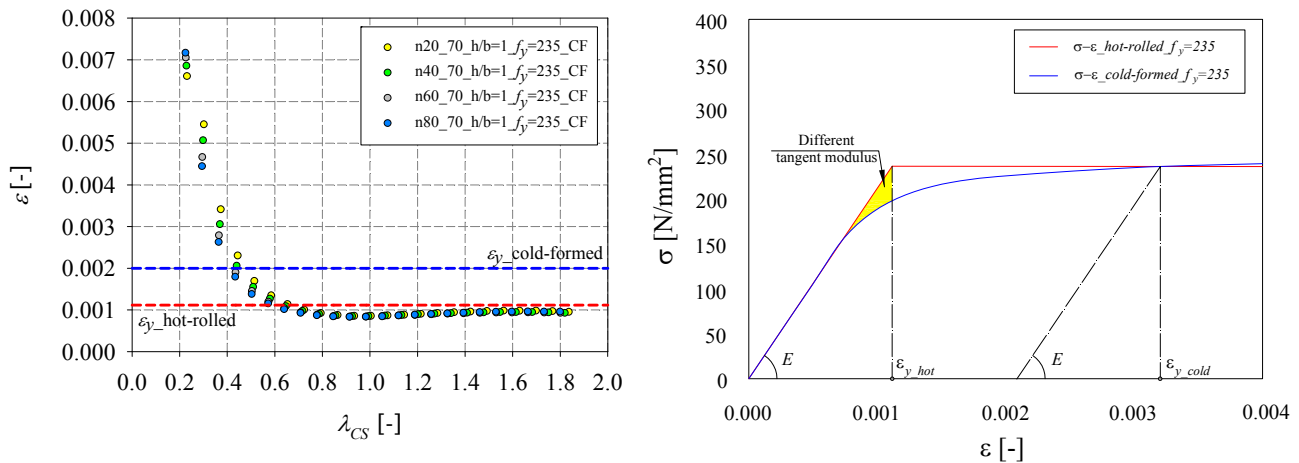 0.008
0.007
0.006
0.005
0.004
0.003
0.002
0.001
0.000
ε [-]
n20_70_h/b=1_fy=235_CF
n40_70_h/b=1_fy=235_CF
n60_70_h/b=1_fy=235_CF
n80_70_h/b=1_fy=235_CF
εy_cold-formed
εy_hot-rolled
0.0 0.2 0.4 0.6 0.8 1.0 1.2 1.4 1.6 1.8 2.0
λCS [-]
400
350
300
250
200
150
100
50
0
σ [N/mm²]
σ–ε_hot-rolled_fy=235
σ–ε_cold-formed_fy=235
Different
tangent modulus
E
εy_hot
E
εy_cold
0.000 0.001 0.002 0.003 0.004
ε [-]